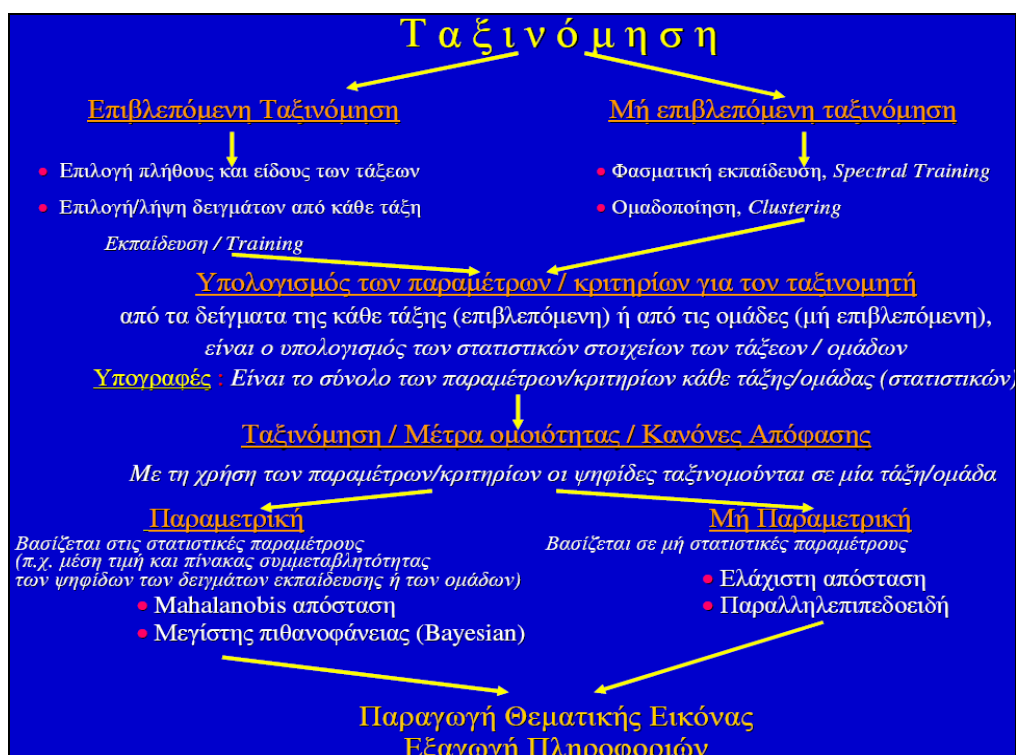 Ταξινόμηση
Επιβλεπόμενη Ταξινόμηση
• Επιλογή πλήθους και είδους των τάξεων
• Επιλογή/λήψη δειγμάτων από κάθε τάξη
Εκπαίδευση / Training
Μή επιβλεπόμενη ταξινόμηση
• Φασματική εκπαίδευση, Spectral Training
• Ομαδοποίηση, Clustering
Υπολογισμός των παραμέτρων / κριτηρίων για τον ταξινομητή
από τα δείγματα της κάθε τάξης (επιβλεπόμενη) ή από τις ομάδες (μή επιβλεπόμενη),
είναι ο υπολογισμός των στατιστικών στοιχείων των τάξεων / ομάδων
Υπογραφές : Είναι το σύνολο των παραμέτρων/κριτηρίων κάθε τάξης/ομάδας (στατιστικών)
Ταξινόμηση / Μέτρα ομοιότητας / Κανόνες Απόφασης
Με τη χρήση των παραμέτρων/κριτηρίων οι ψηφίδες ταξινομούνται σε μία τάξη/ομάδα
Παραμετρική
Βασίζεται στις στατιστικές παραμέτρους
(π.χ. μέση τιμή και πίνακας συμμεταβλητότητας
των ψηφίδων των δειγμάτων εκπαίδευσης ή των ομάδων)
• Mahalanobis απόσταση
• Μεγίστης πιθανοφάνειας (Bayesian)
Μή Παραμετρική
Βασίζεται σε μή στατιστικές παραμέτρους
• Ελάχιστη απόσταση
• Παραλληλεπιπεδοειδή
Παραγωγή Θεματικής Εικόνας
Εξαγωγή Πληροφοριών